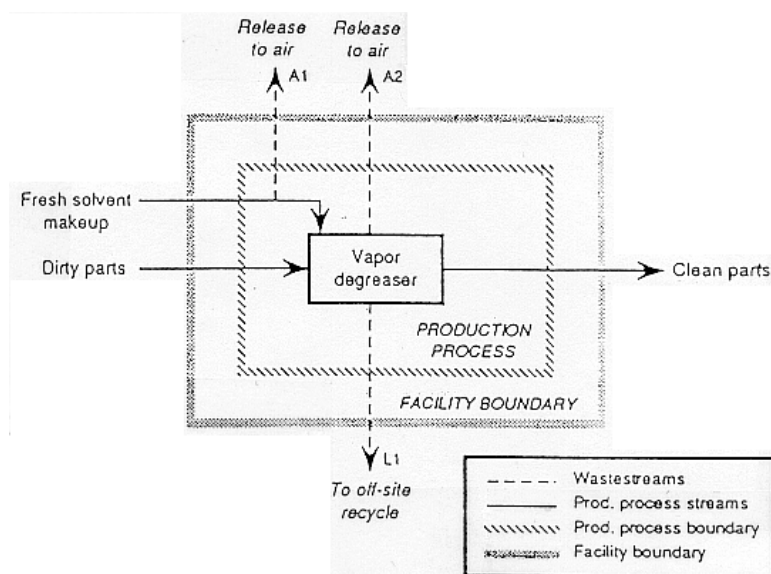 Release
to air
Release
to air
A1
A2
Fresh solvent
makeup
Dirty parts
Vapor
degreaser
Clean parts
PRODUCTION
PROCESS
FACILITY BOUNDARY
L1
To off-site
recycle
Wastestreams
Prod. process streams
Prod. process boundary
Facility boundary